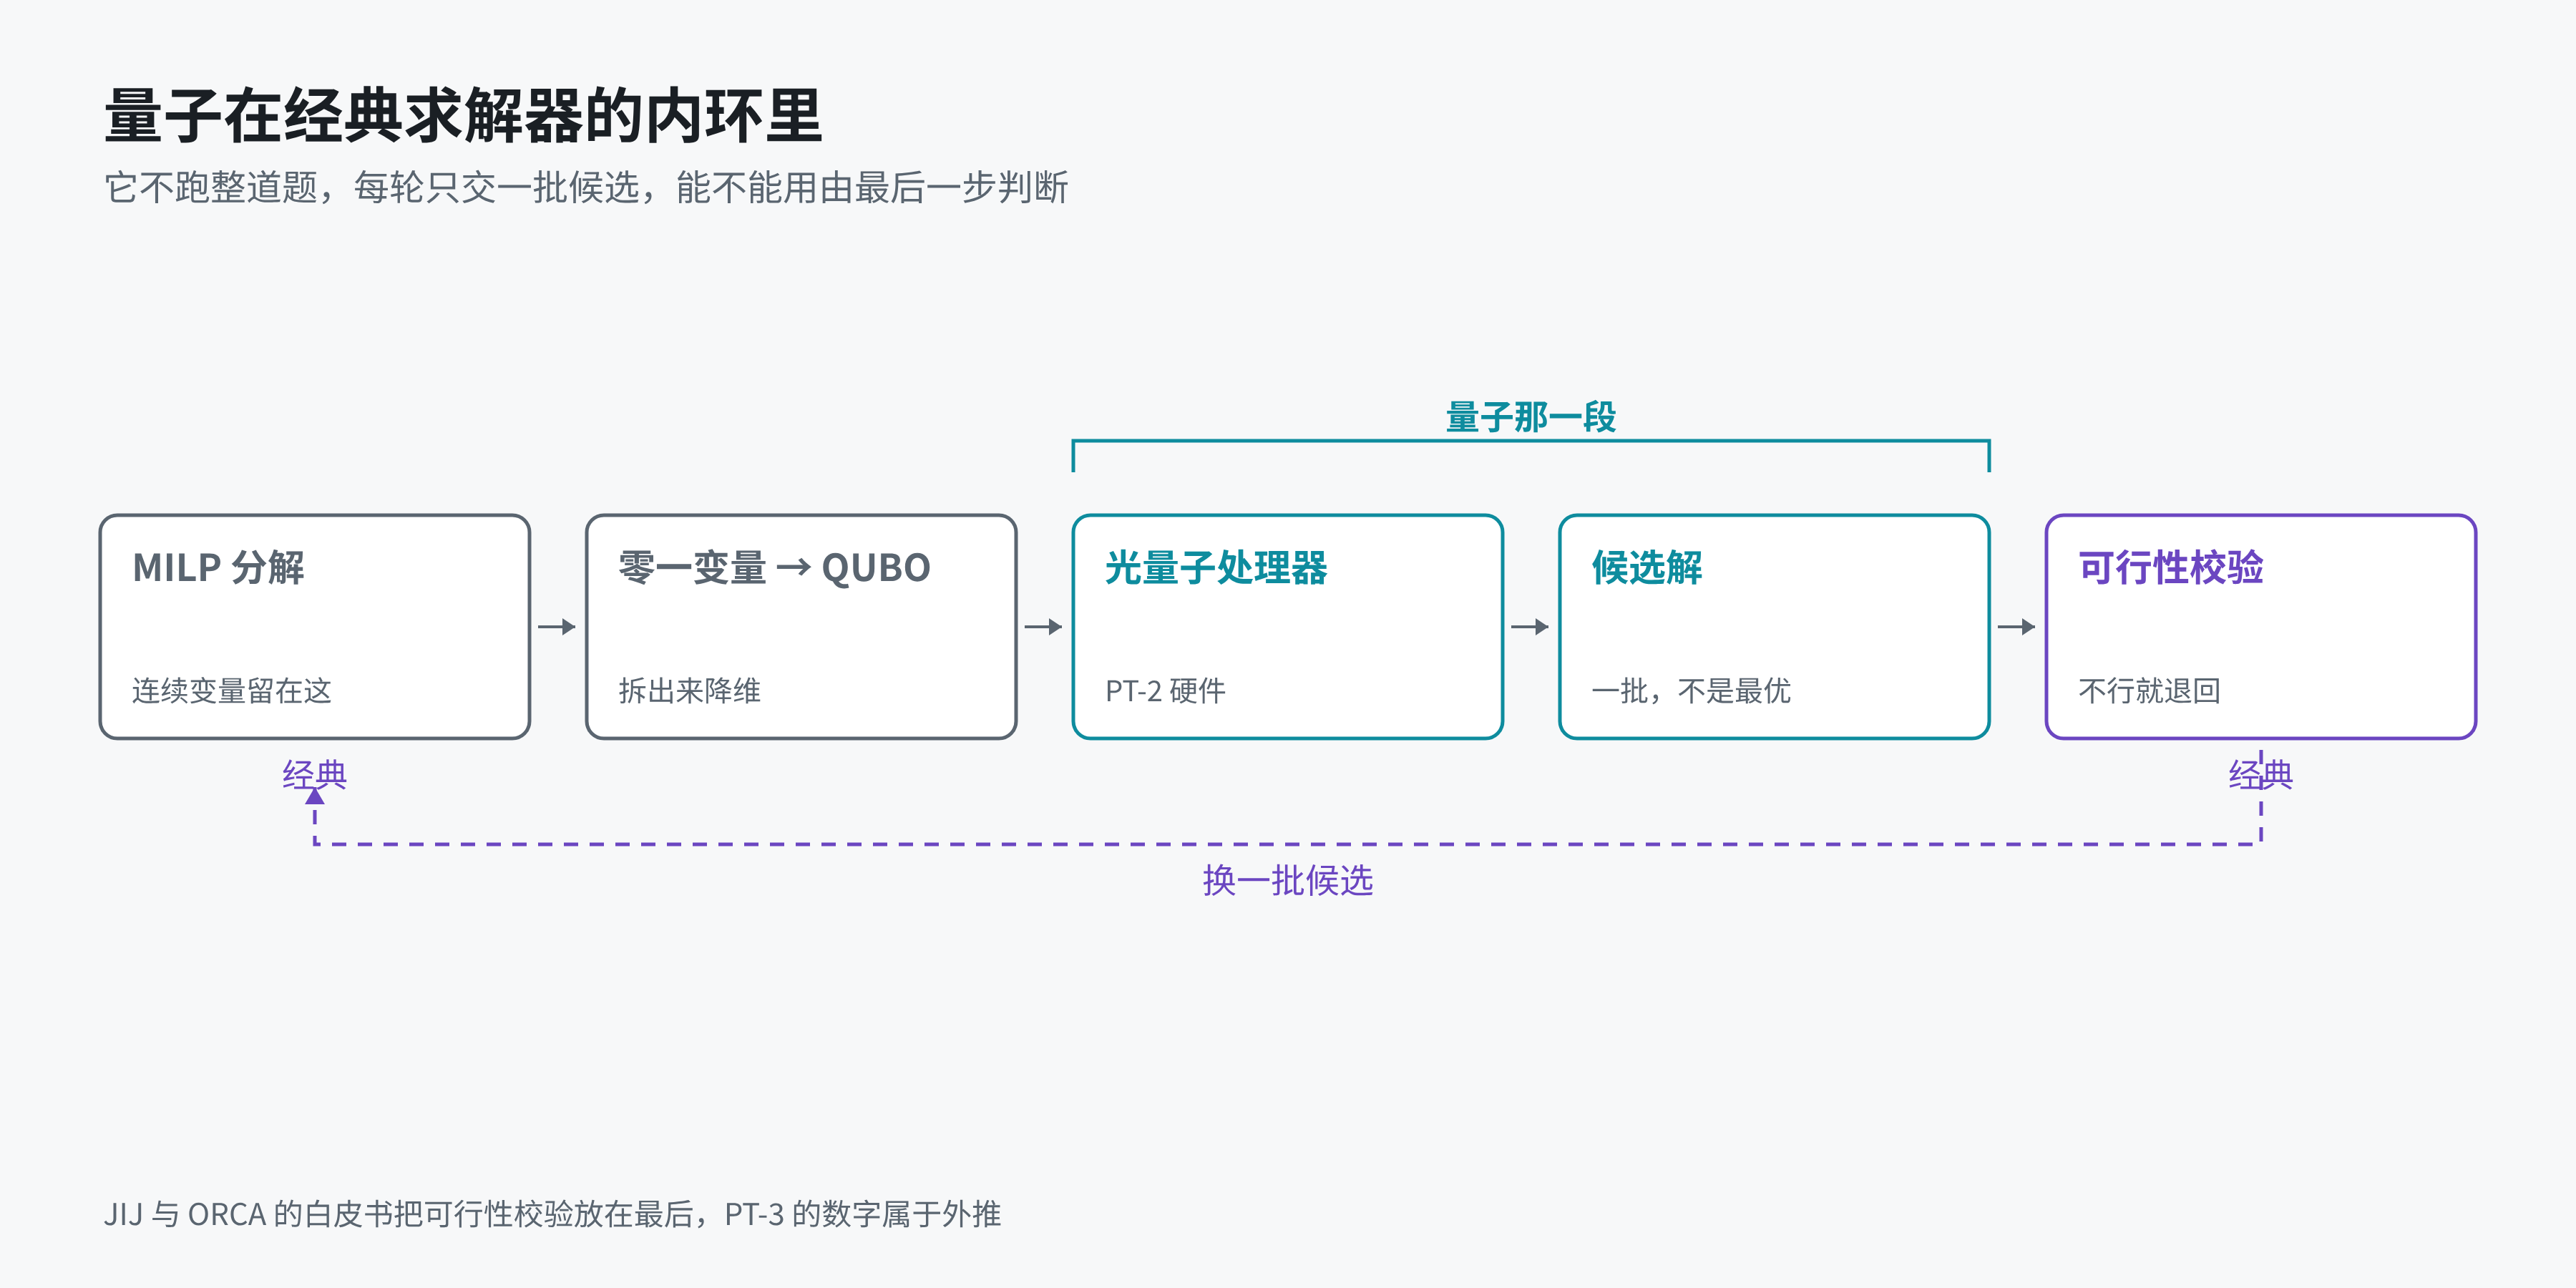 量子在经典求解器的内环里
它不跑整道题，每轮只交一批候选，能不能用由最后一步判断
量子那一段
MILP 分解
连续变量留在这
零一变量 → QUBO
拆出来降维
光量子处理器
PT-2 硬件
候选解
一批，不是最优
可行性校验
不行就退回
经典
经典
换一批候选
JIJ 与 ORCA 的白皮书把可行性校验放在最后，PT-3 的数字属于外推